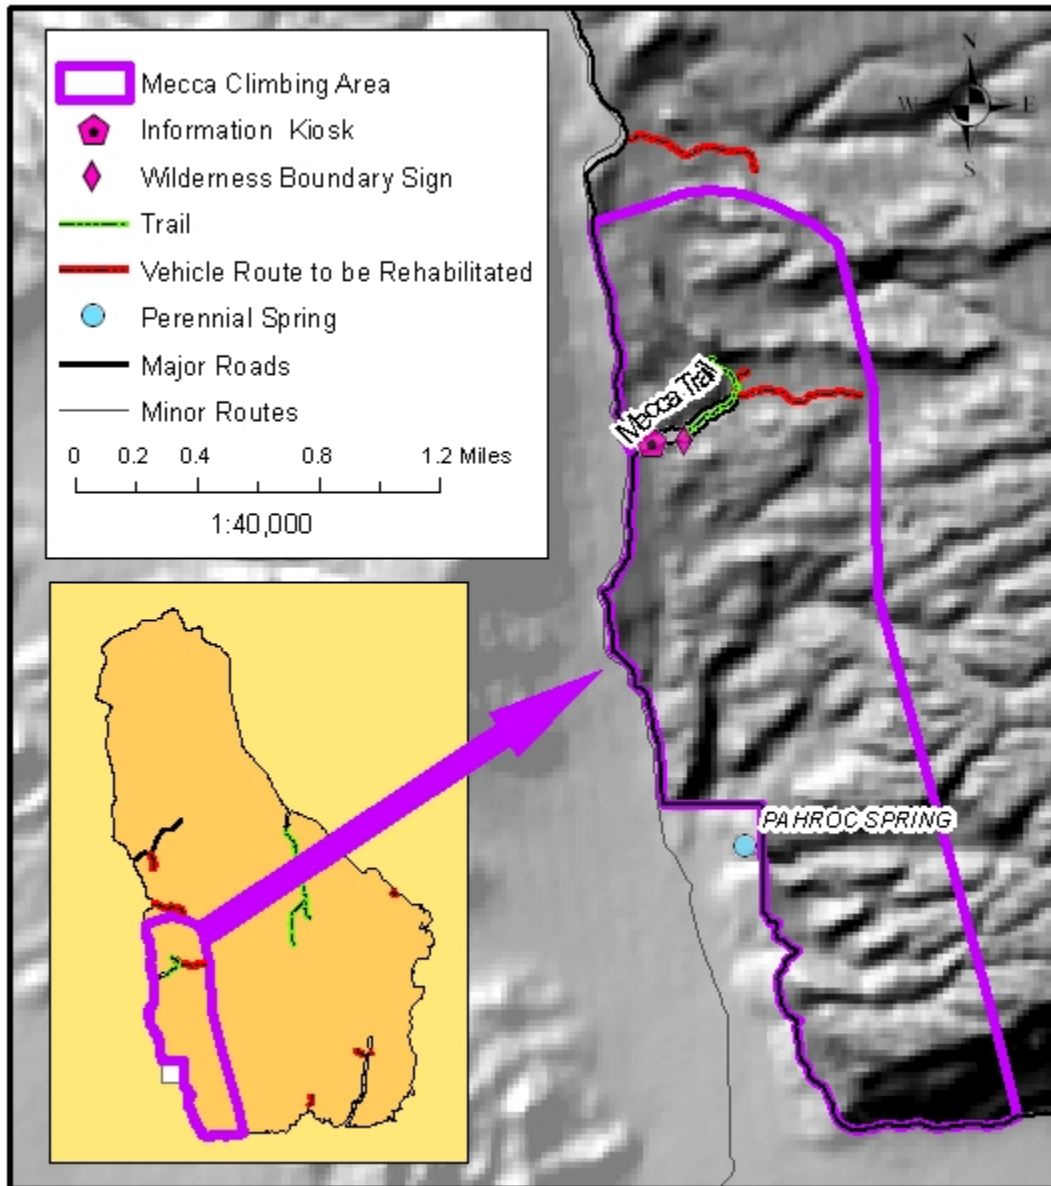 Mecca Climbing Area
Information Kiosk
Wilderness Boundary Sign
Trail
Vehicle Route to be Rehabilitated
Perennial Spring
Major Roads
Minor Routes
0 0.2 0.4 0.8 1.2 Miles
1:40,000
N
W E
S
Mecca Trail
PAHROC SPRING